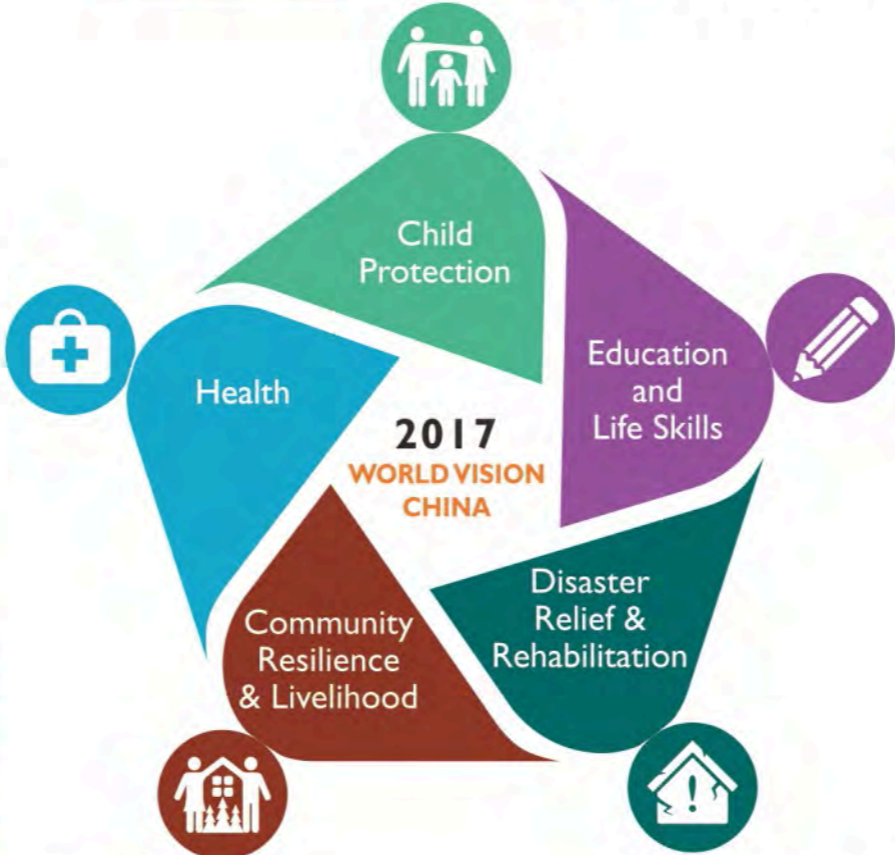 Child
Protection
Education
and
Life Skills
Health
2017
WORLD VISION
CHINA
Disaster
Relief &
Rehabilitation
Community
Resilience
& Livelihood
!